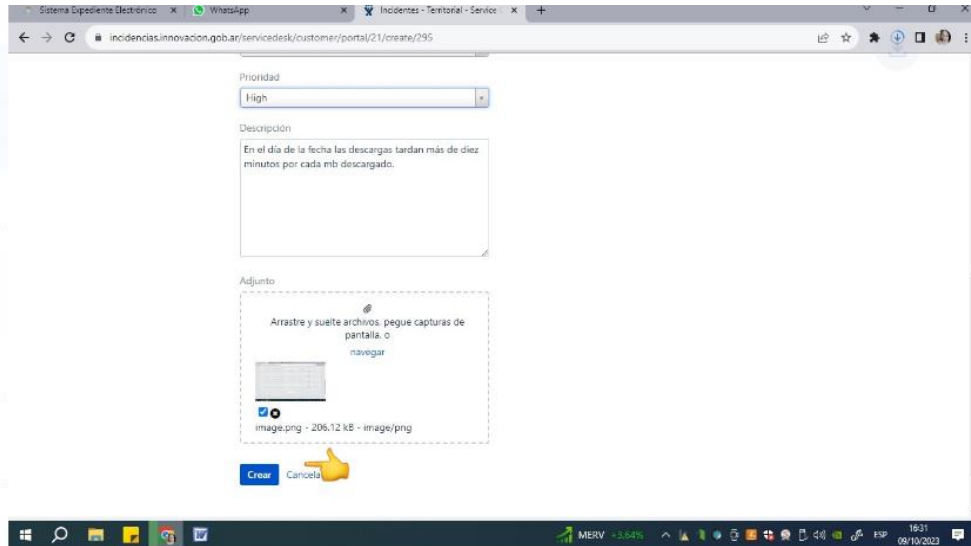 Sistema Expediente Electrónico
WhatsApp
Incidentes - Territorial - Service
incidencias.innovacion.gob.ar/servicedesk/customer/portal/21/create/295
Prioridad
High
Descripción
En el día de la fecha las descargas tardan más de diez
minutos por cada mb descargado.
Adjunto
Arrastre y suelte archivos, pegue capturas de
pantalla, o
navegar
image.png - 206.12 kB - image/png
Crear Cancela
MERV +3,64% ESP 16:31
09/10/2023